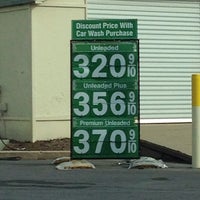 Discount Price With
Car Wash Purchase
Unleaded
320 9/10
Unleaded Plus
356 9/10
Premium Unleaded
370 9/10